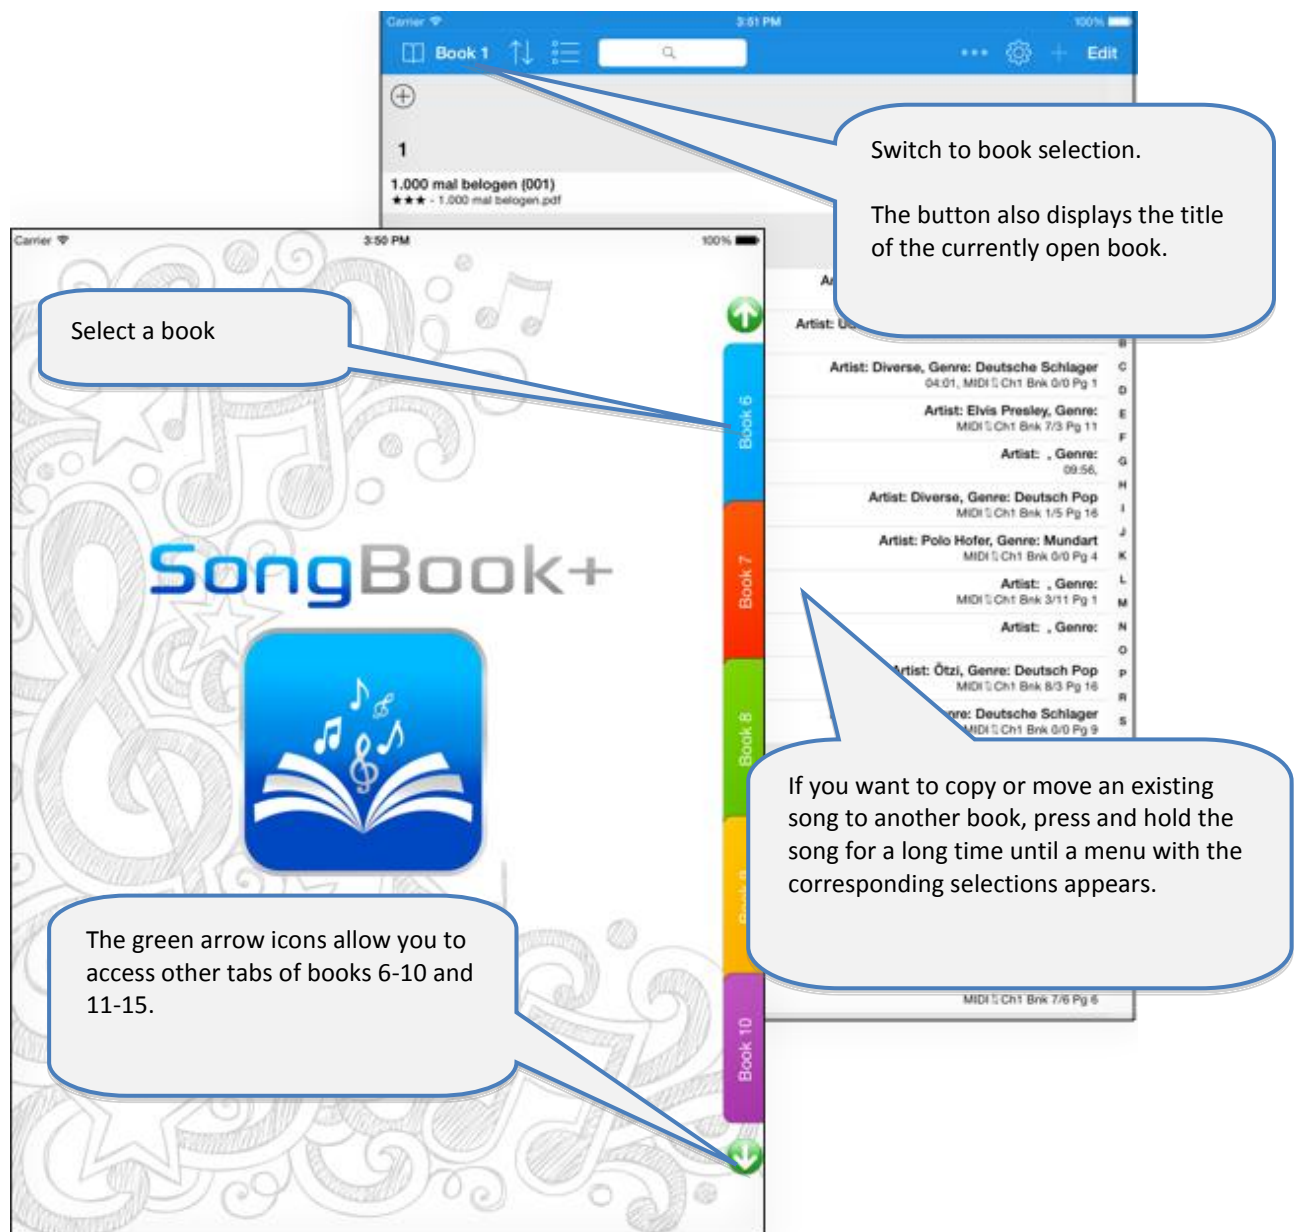 Carrier 3:51 PM 100%
Book 1 Edit
1
1.000 mal belogen (001)
★★★ - 1.000 mal belogen.pdf
Switch to book selection.
The button also displays the title
of the currently open book.
Carrier 3:50 PM 100%
Select a book
Book 6
Book 7
Book 8
Book 10
SongBook+
The green arrow icons allow you to
access other tabs of books 6-10 and
11-15.
Artist:
Artist: Diverse, Genre: Deutsche Schlager
04:01, MIDI Ch1 Bnk 0/0 Pg 1
Artist: Elvis Presley, Genre:
MIDI Ch1 Bnk 7/3 Pg 11
Artist: , Genre:
09:56,
Artist: Diverse, Genre: Deutsch Pop
MIDI Ch1 Bnk 1/5 Pg 16
Artist: Polo Hofer, Genre: Mundart
MIDI Ch1 Bnk 0/0 Pg 4
Artist: , Genre:
MIDI Ch1 Bnk 3/11 Pg 1
Artist: , Genre:
Artist: Ötzi, Genre: Deutsch Pop
MIDI Ch1 Bnk 8/3 Pg 16
Deutsche Schlager
MIDI Ch1 Bnk 0/0 Pg 9
B
C
D
E
F
G
H
I
J
K
L
M
N
O
P
R
S
If you want to copy or move an existing
song to another book, press and hold the
song for a long time until a menu with the
corresponding selections appears.
MIDI Ch1 Bnk 7/6 Pg 6